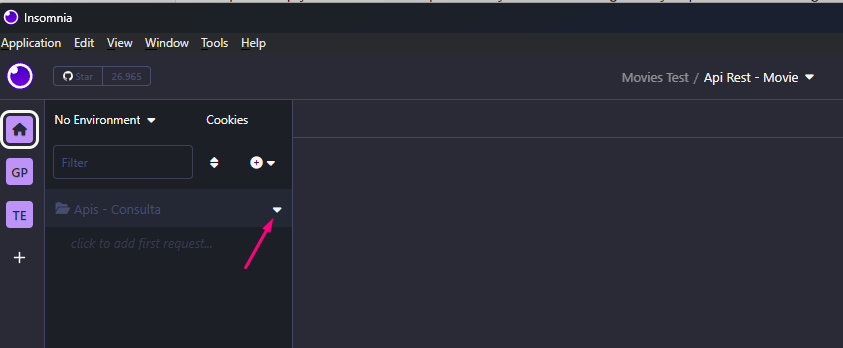 Insomnia
Application Edit View Window Tools Help
Star 26.965
Movies Test / Api Rest - Movie
No Environment Cookies
Filter
GP
Apis - Consulta
TE
click to add first request...